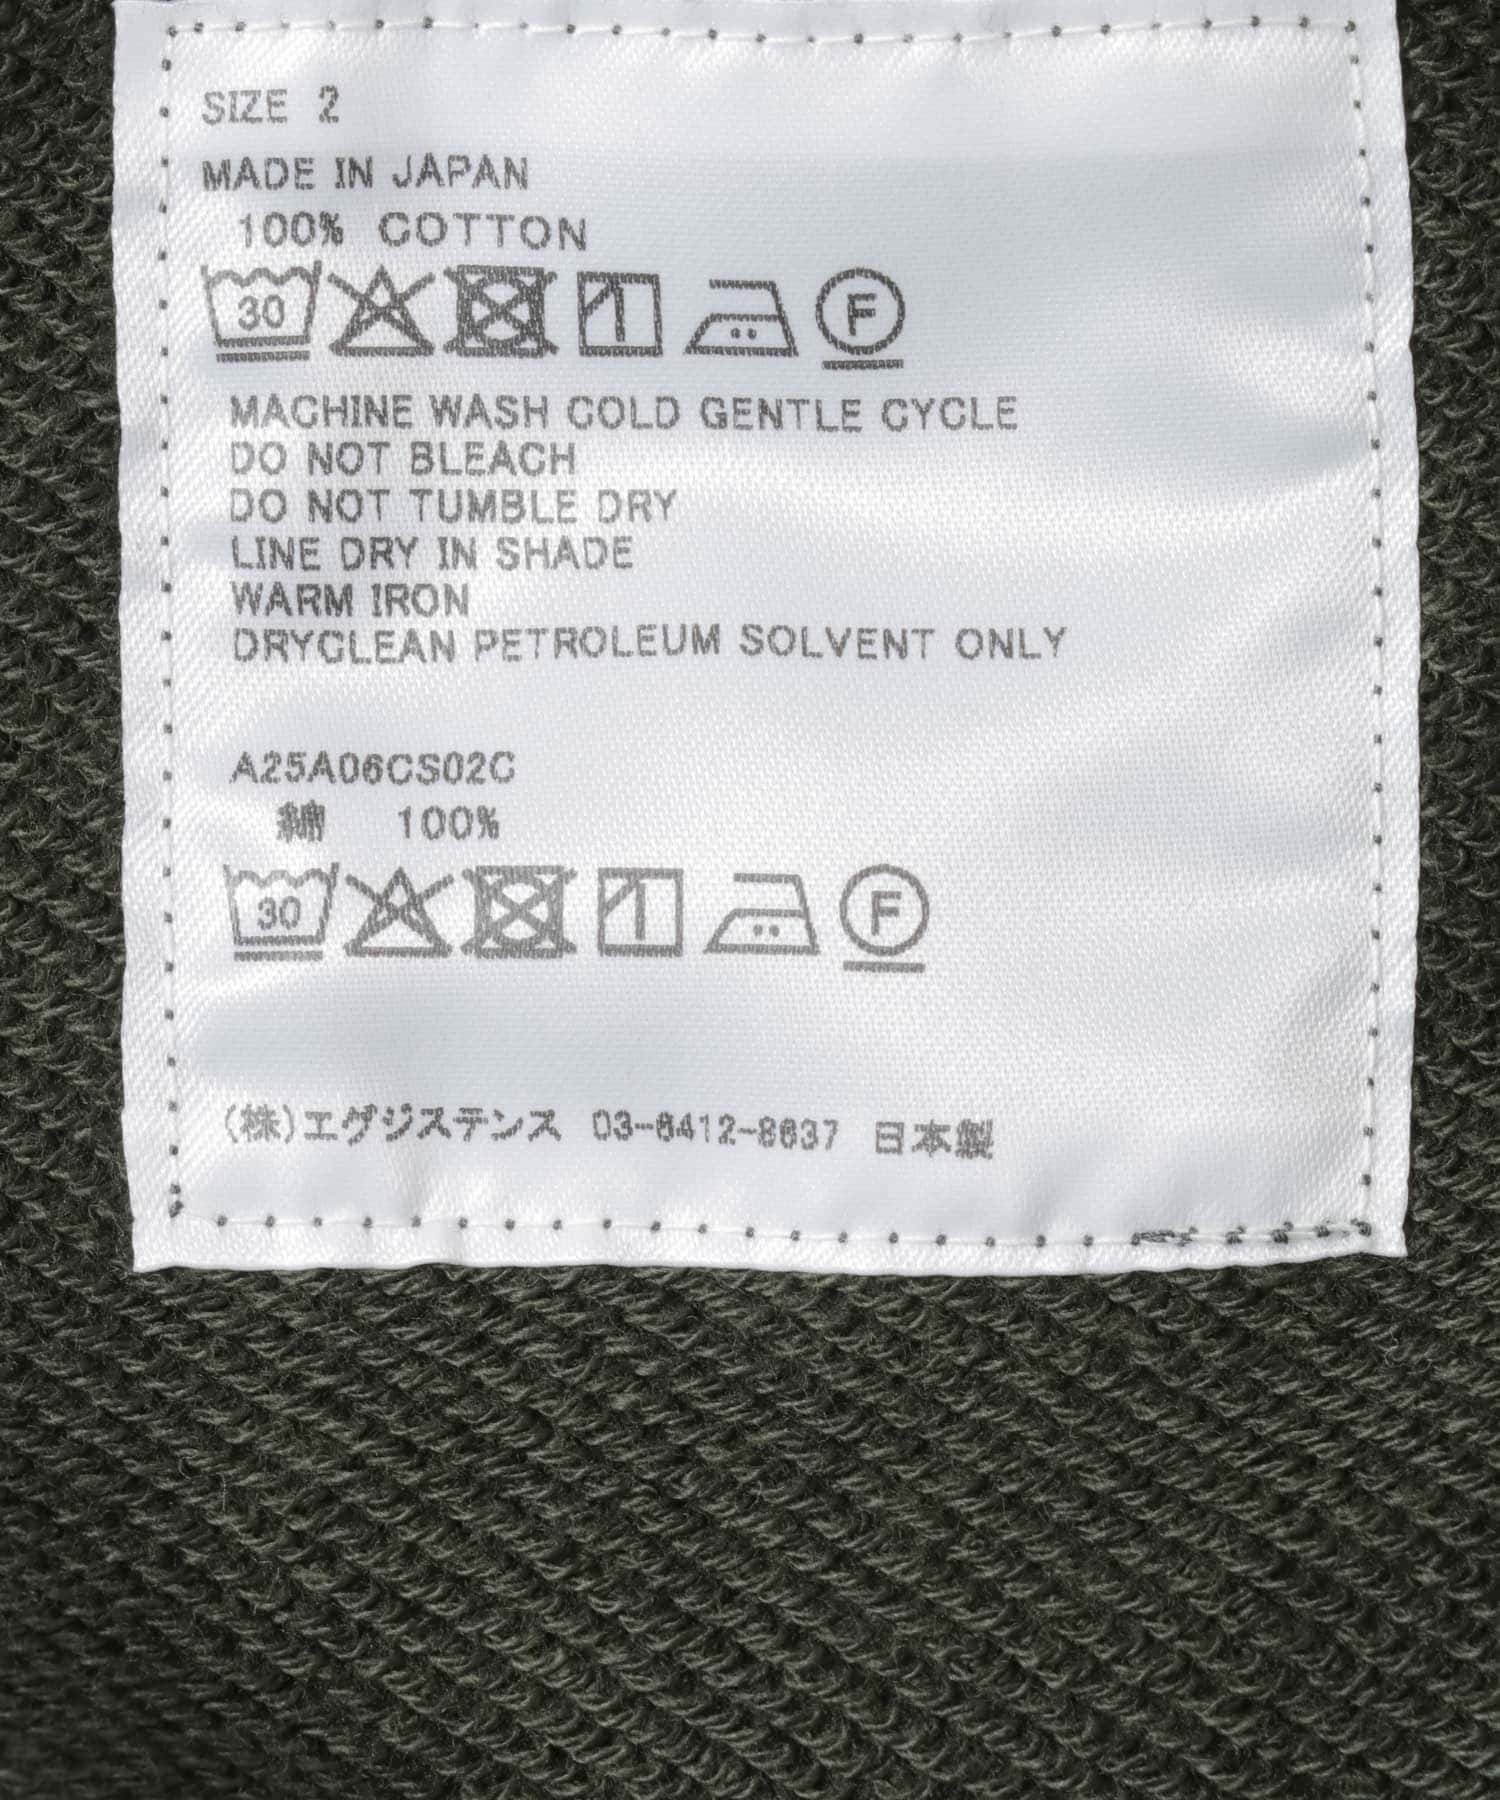 SIZE 2
MADE IN JAPAN
100% COTTON
30 F
MACHINE WASH COLD GENTLE CYCLE
DO NOT BLEACH
DO NOT TUMBLE DRY
LINE DRY IN SHADE
WARM IRON
DRYCLEAN PETROLEUM SOLVENT ONLY
A25A06CS02C
綿 100%
30 F
(株)エグジステンス 03-6412-8637 日本製